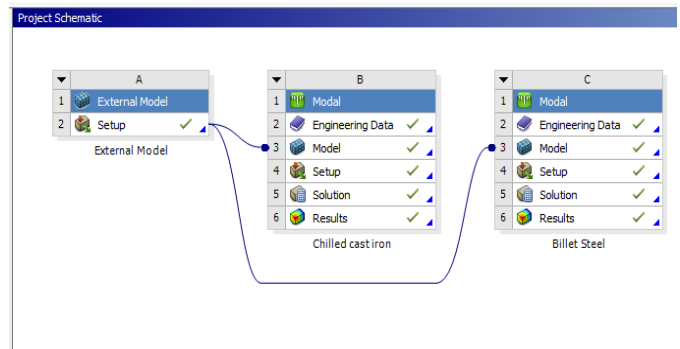 Project Schematic
A
1 External Model
2 Setup
External Model
B
1 Modal
2 Engineering Data
3 Model
4 Setup
5 Solution
6 Results
Chilled cast iron
C
1 Modal
2 Engineering Data
3 Model
4 Setup
5 Solution
6 Results
Billet Steel